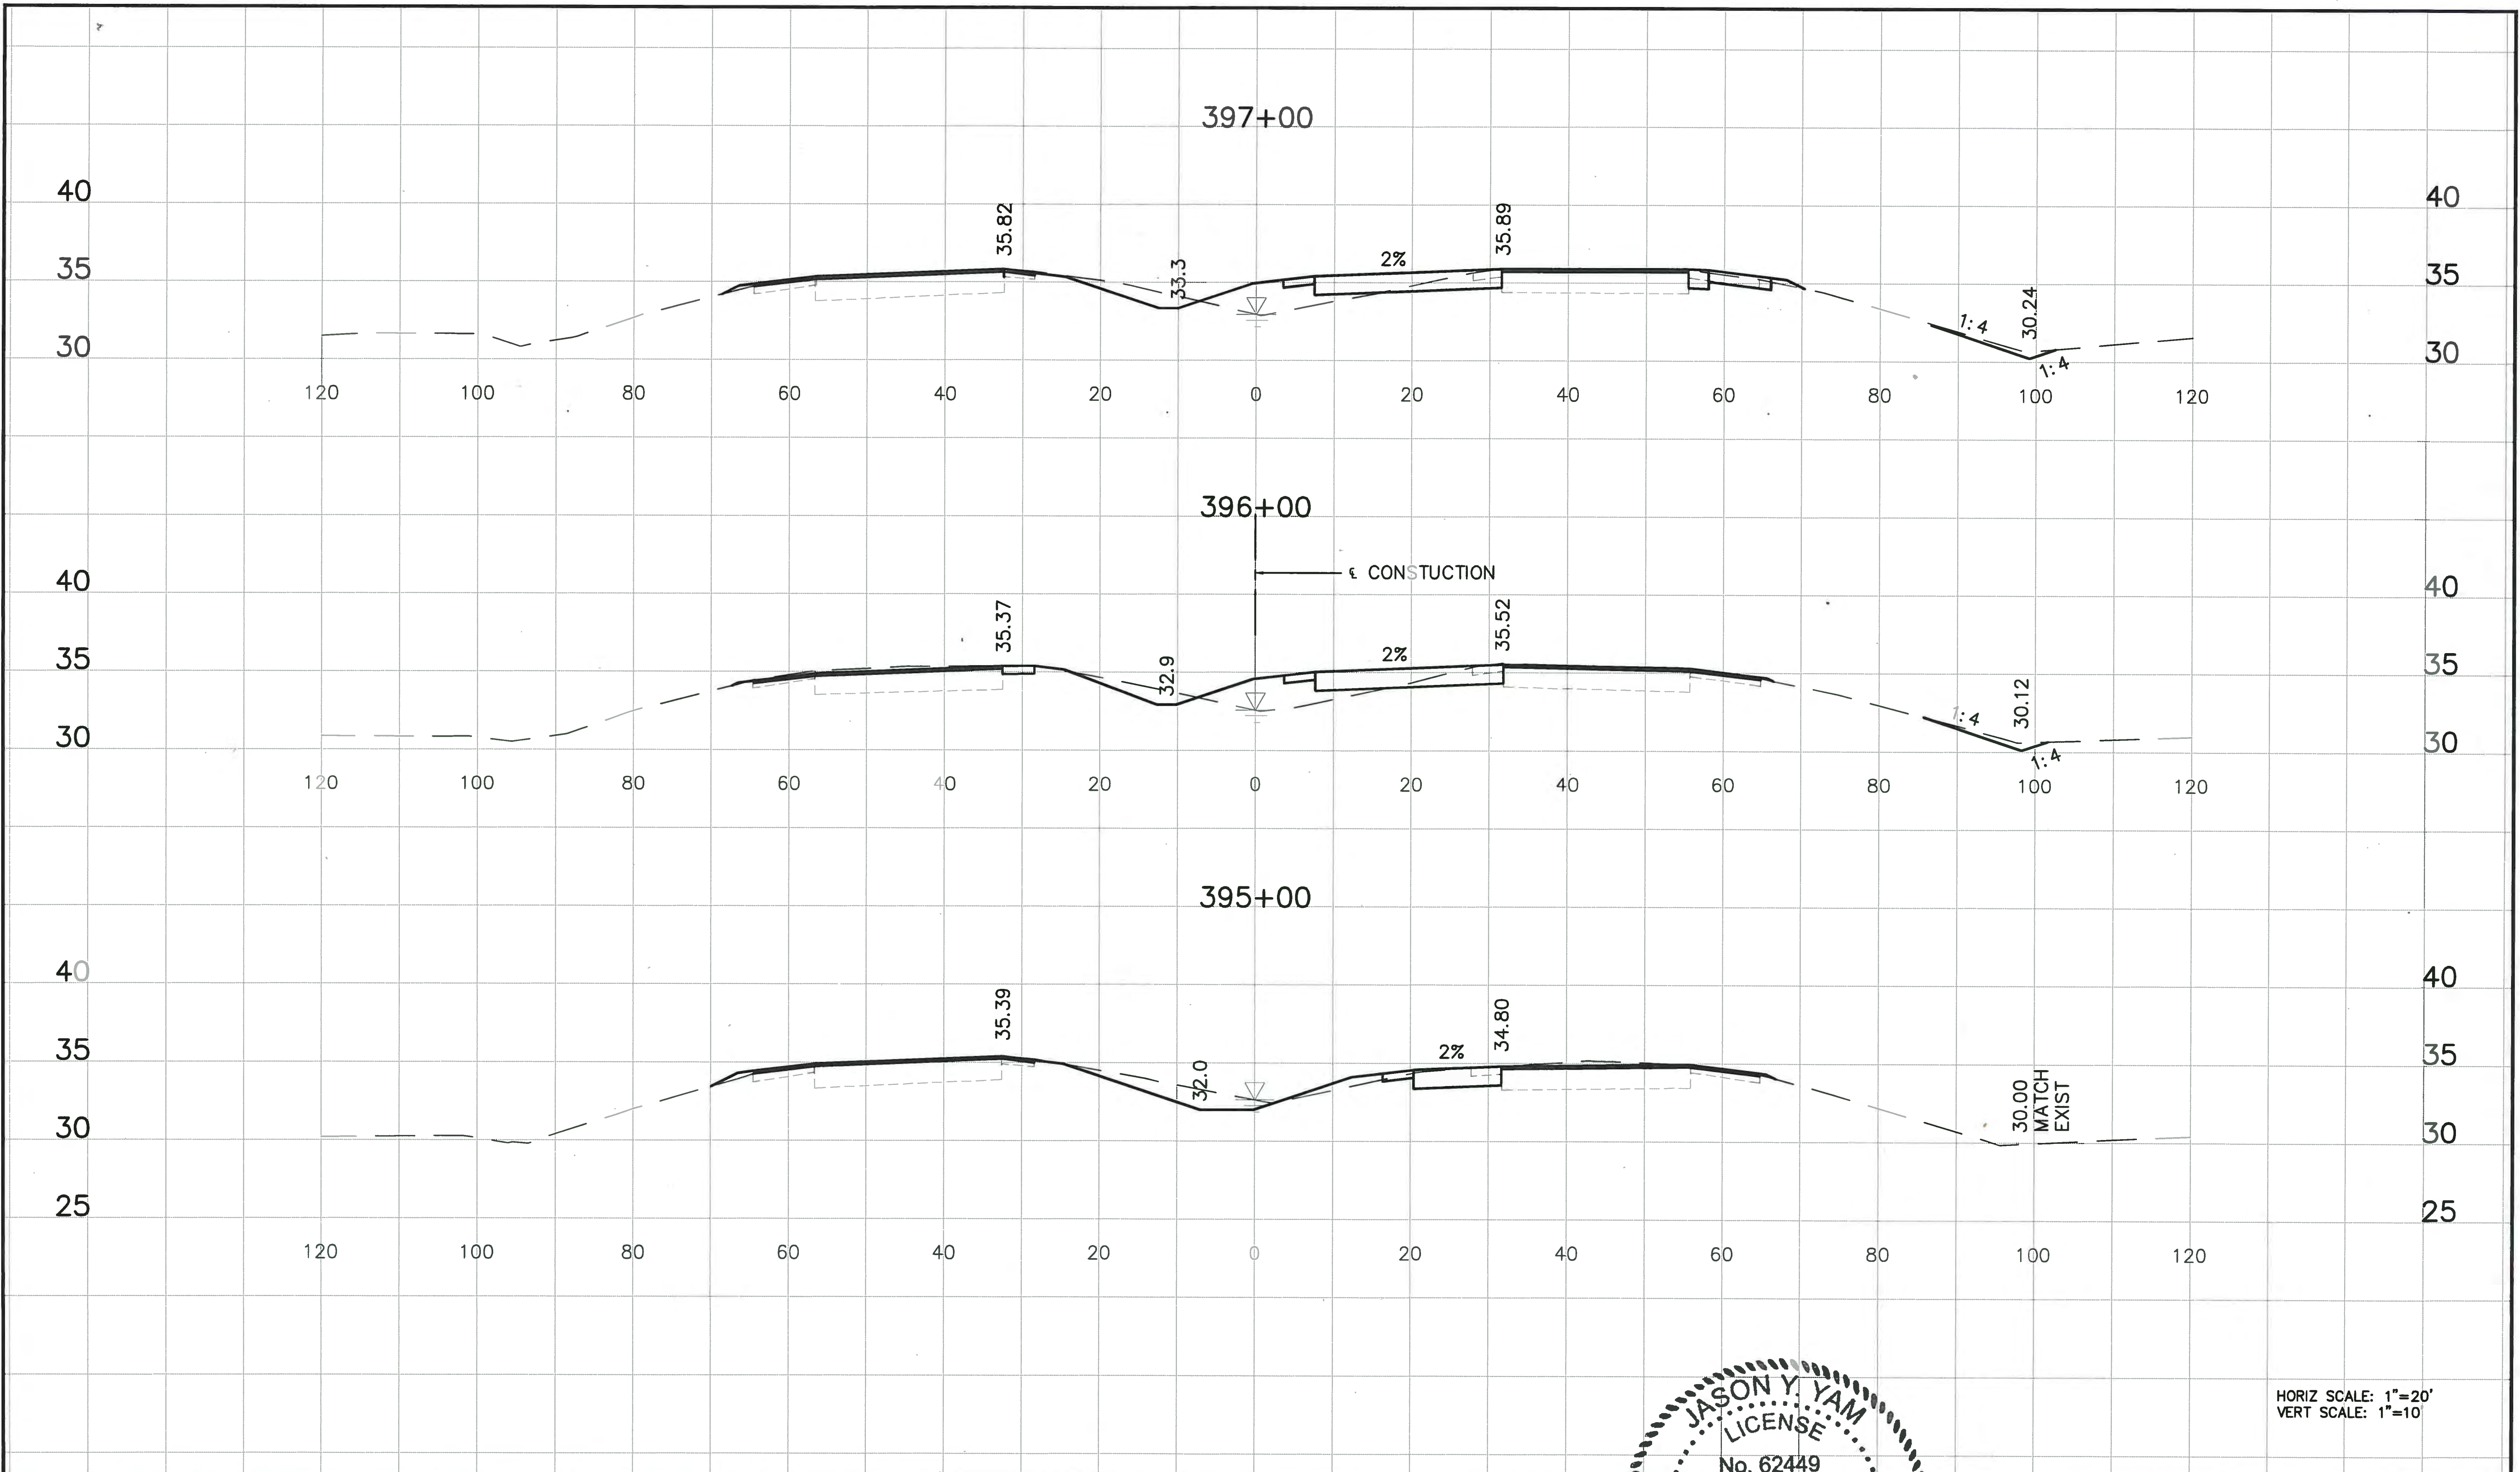 397+00
40 40
35.82 35.89
35 33.3 2% 35
30 1:4 30.24 30
1:4
120 100 80 60 40 20 0 20 40 60 80 100 120
396+00
℄ CONSTUCTION
40 40
35.37 35.52
35 32.9 2% 35
30 1:4 30.12 30
1:4
120 100 80 60 40 20 0 20 40 60 80 100 120
395+00
40 40
35.39 34.80
35 32.0 2% 35
30 30.00 30
MATCH
EXIST
25 25
120 100 80 60 40 20 0 20 40 60 80 100 120
JASON Y. YAM
LICENSE
No. 62449
HORIZ SCALE: 1"=20'
VERT SCALE: 1"=10'